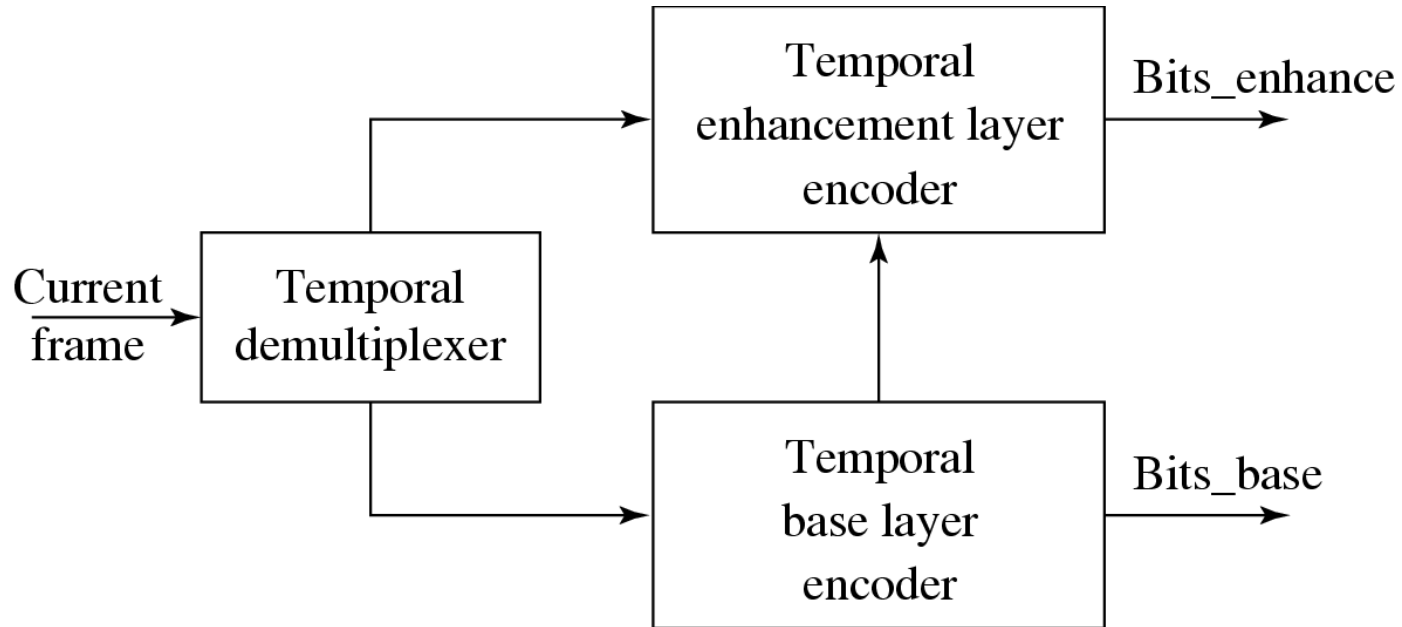 Temporal
enhancement layer
encoder
Bits_enhance
Current
frame
Temporal
demultiplexer
Temporal
base layer
encoder
Bits_base